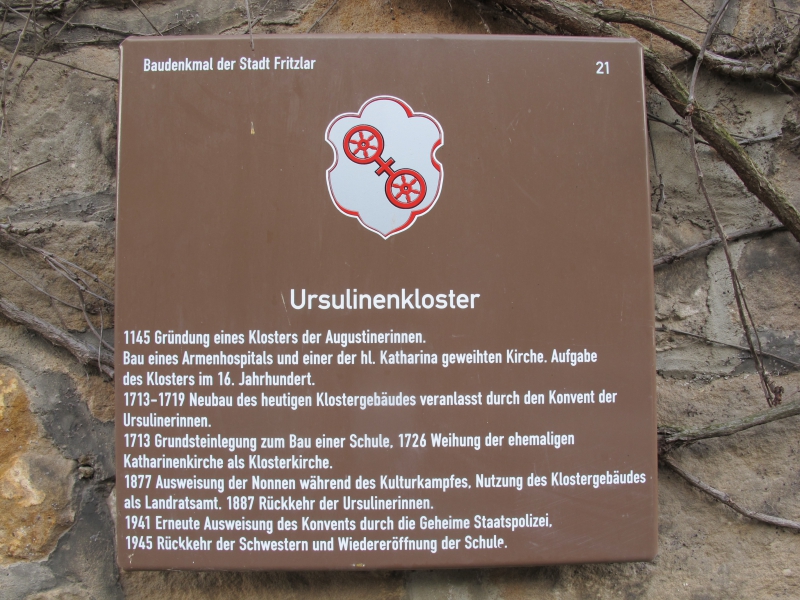 Baudenkmal der Stadt Fritzlar
21
Ursulinenkloster
1145 Gründung eines Klosters der Augustinerinnen.
Bau eines Armenhospitals und einer der hl. Katharina geweihten Kirche. Aufgabe
des Klosters im 16. Jahrhundert.
1713-1719 Neubau des heutigen Klostergebäudes veranlasst durch den Konvent der
Ursulinerinnen.
1713 Grundsteinlegung zum Bau einer Schule, 1726 Weihung der ehemaligen
Katharinenkirche als Klosterkirche.
1877 Ausweisung der Nonnen während des Kulturkampfes, Nutzung des Klostergebäudes
als Landratsamt. 1887 Rückkehr der Ursulinerinnen.
1941 Erneute Ausweisung des Konvents durch die Geheime Staatspolizei,
1945 Rückkehr der Schwestern und Wiedereröffnung der Schule.